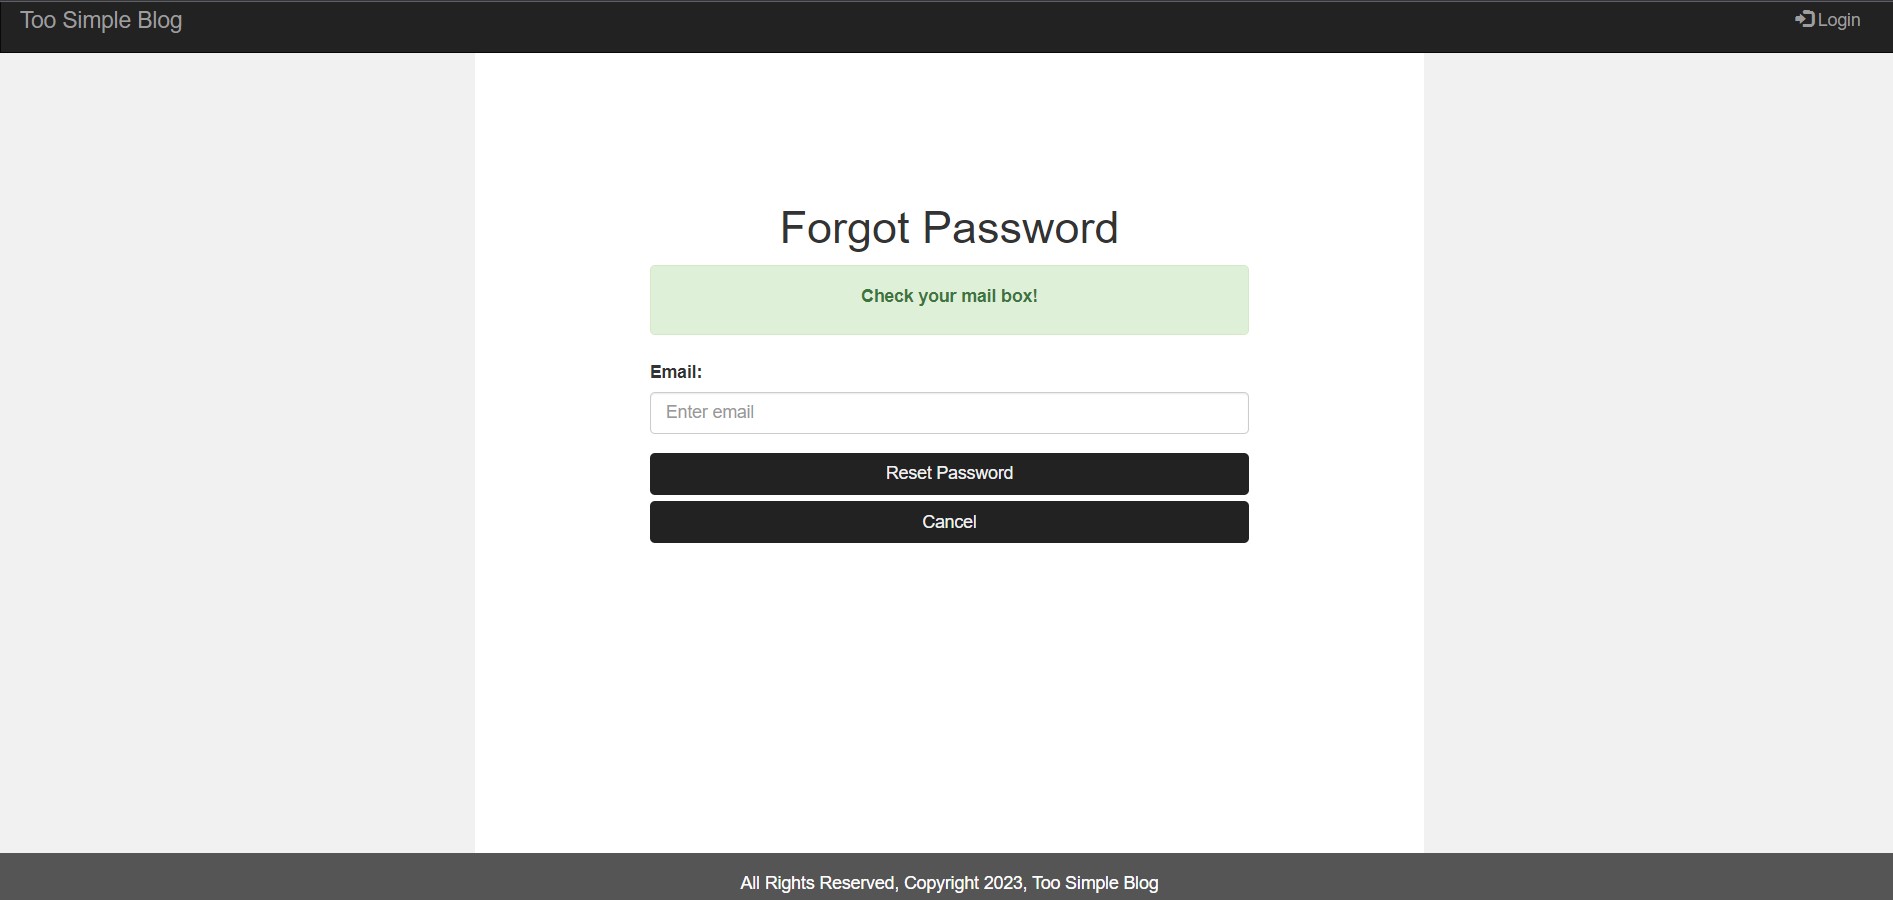 Too Simple Blog
Login
Forgot Password
Check your mail box!
Email:
Enter email
Reset Password
Cancel
All Rights Reserved, Copyright 2023, Too Simple Blog